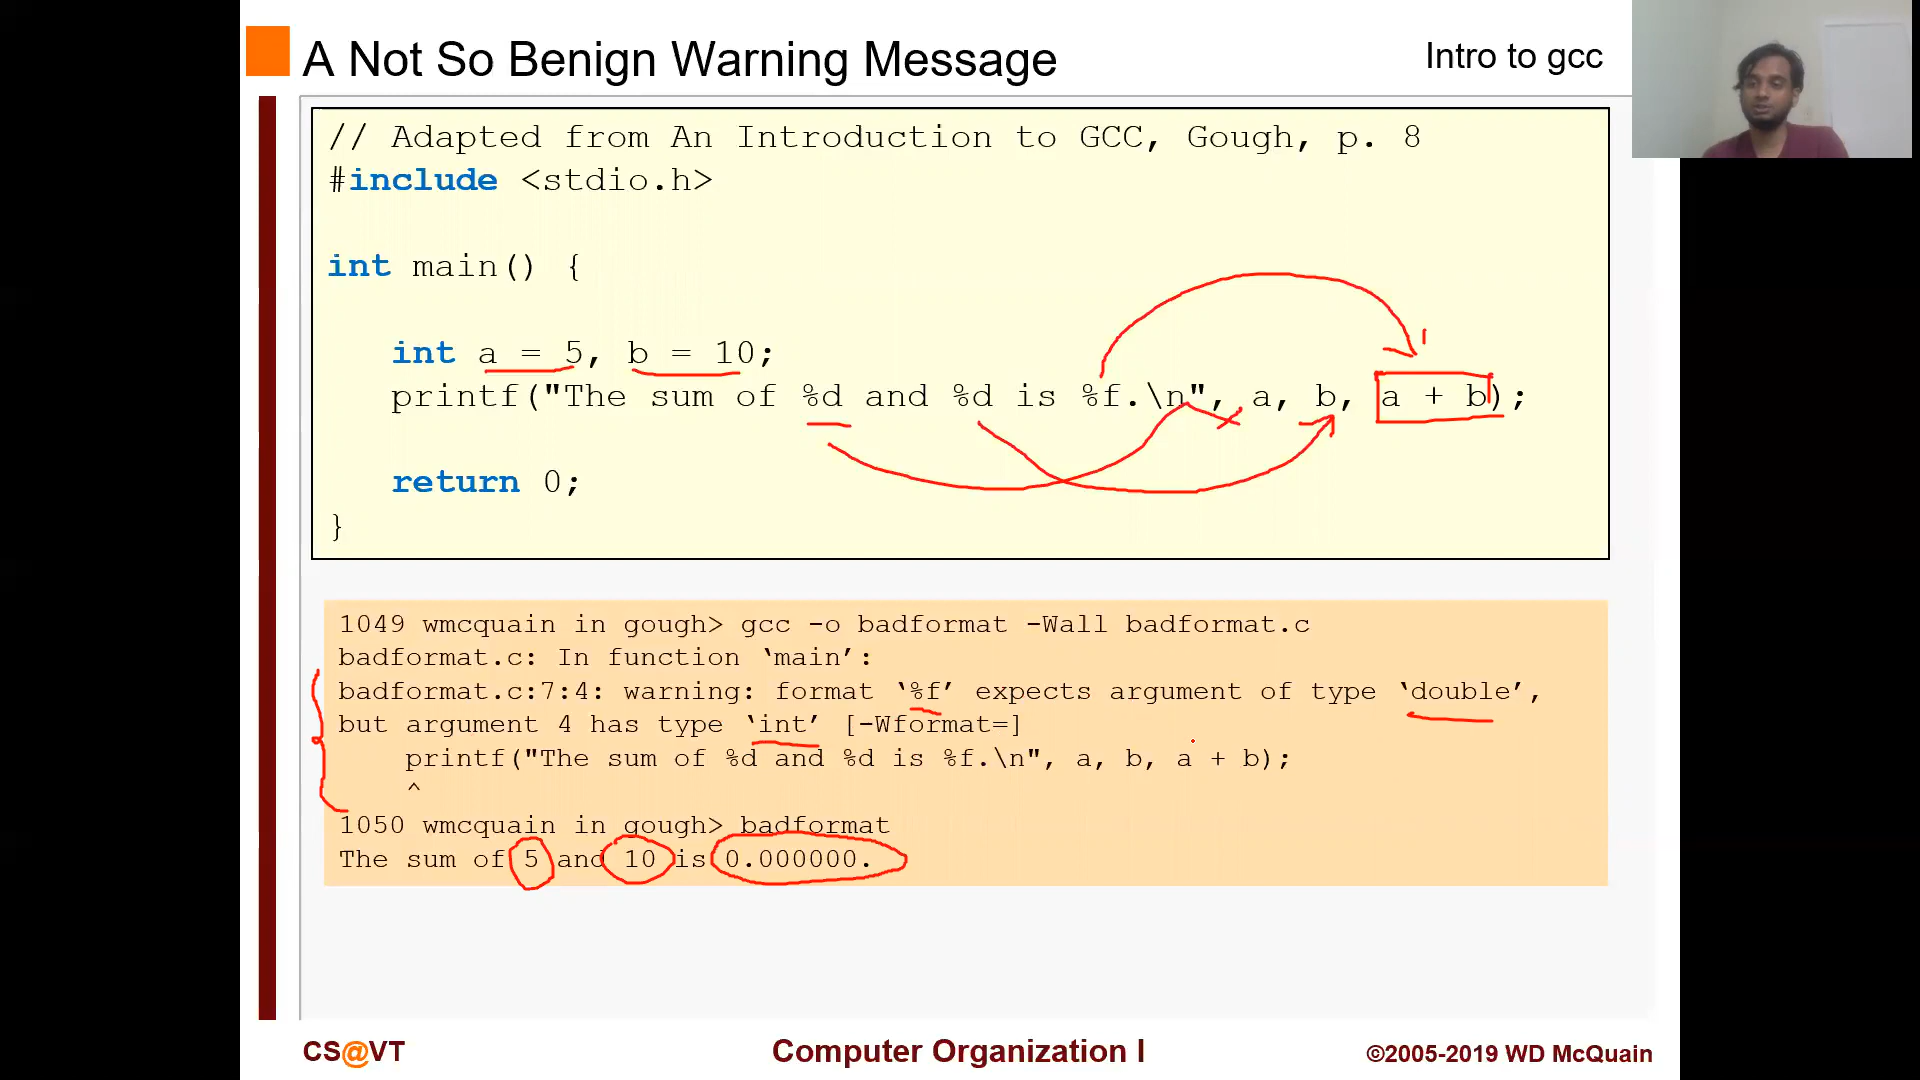 A Not So Benign Warning Message
Intro to gcc
// Adapted from An Introduction to GCC, Gough, p. 8
#include <stdio.h>
int main() {
int a = 5, b = 10;
printf("The sum of %d and %d is %f.\n", a, b, a + b);
return 0;
}
1049 wmcquain in gough> gcc -o badformat -Wall badformat.c
badformat.c: In function ‘main’:
badformat.c:7:4: warning: format ‘%f’ expects argument of type ‘double’,
but argument 4 has type ‘int’ [-Wformat=]
printf("The sum of %d and %d is %f.\n", a, b, a + b);
^
1050 wmcquain in gough> badformat
The sum of 5 and 10 is 0.000000.
CS@VT
Computer Organization I
©2005-2019 WD McQuain